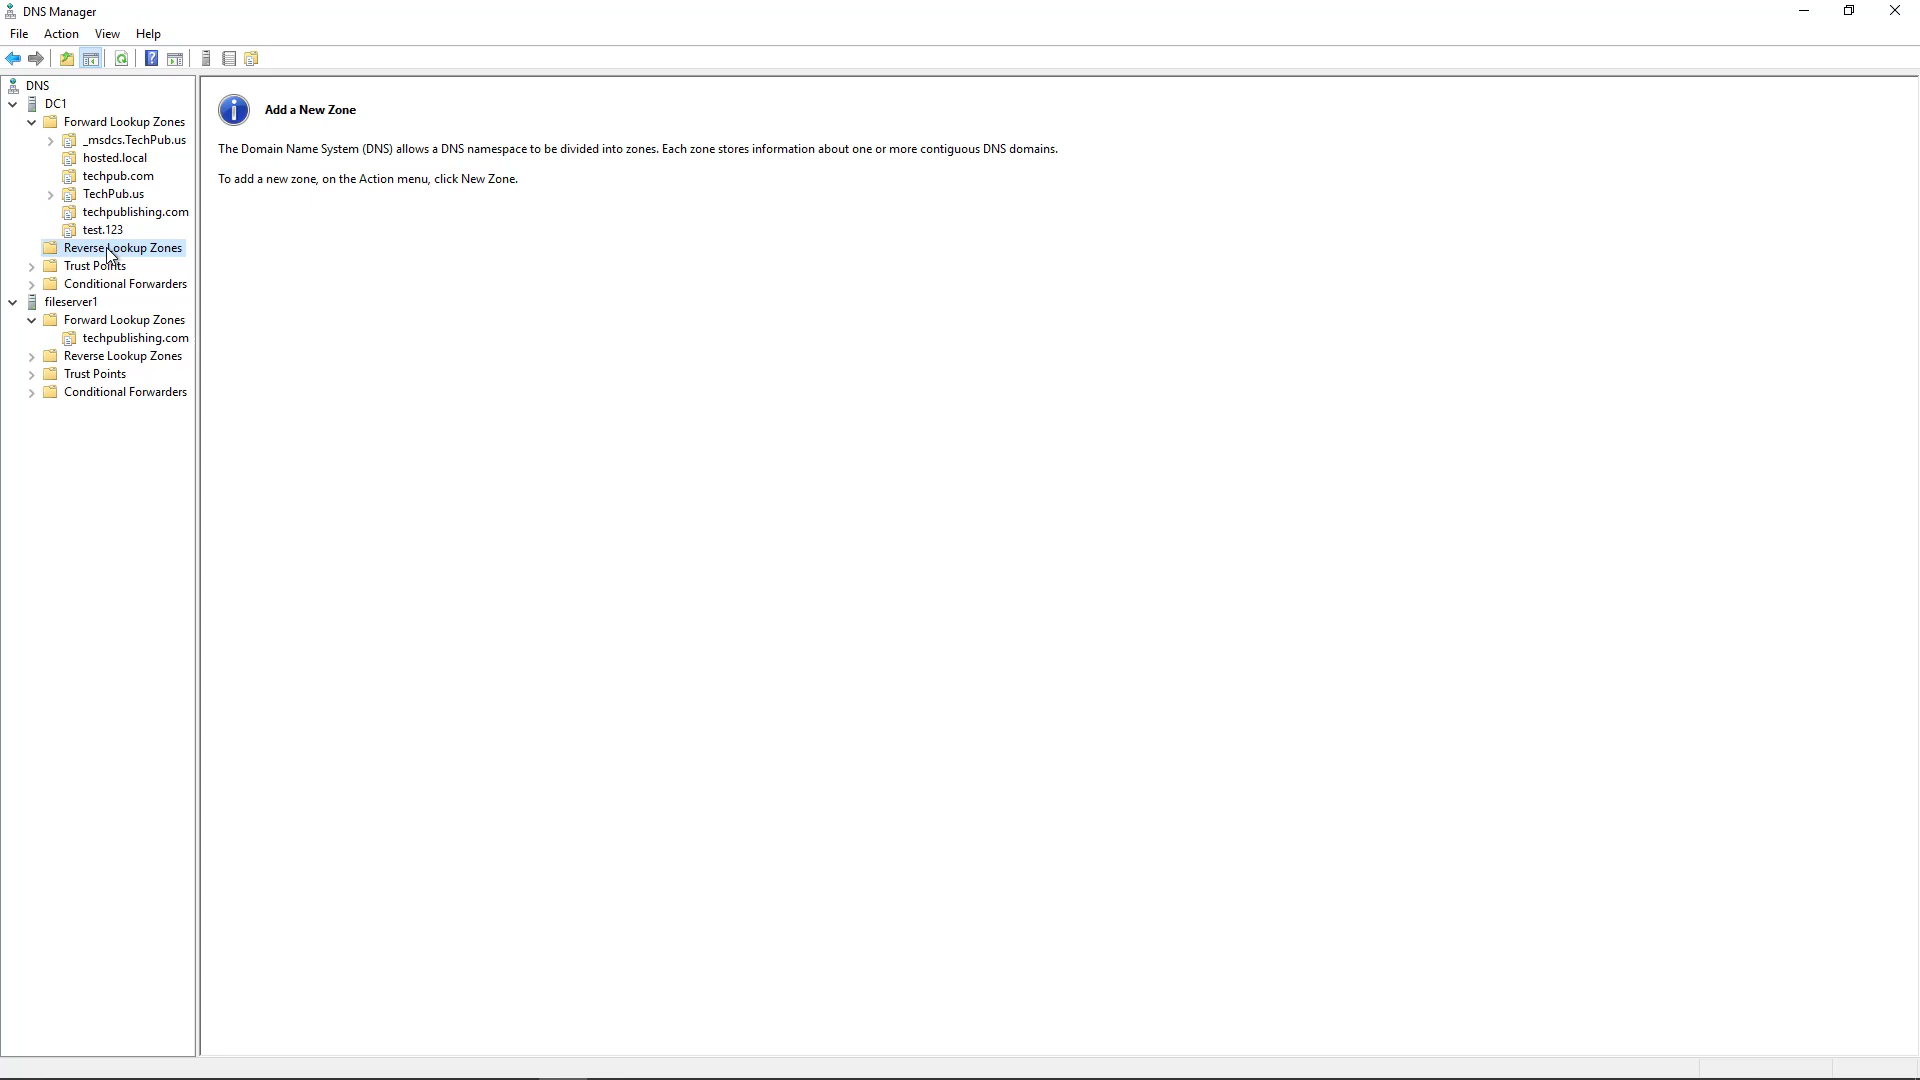 DNS Manager
File Action View Help
DNS
DC1
Forward Lookup Zones
_msdcs.TechPub.us
hosted.local
techpub.com
TechPub.us
techpublishing.com
test.123
Reverse Lookup Zones
Trust Points
Conditional Forwarders
fileserver1
Forward Lookup Zones
techpublishing.com
Reverse Lookup Zones
Trust Points
Conditional Forwarders
Add a New Zone
The Domain Name System (DNS) allows a DNS namespace to be divided into zones. Each zone stores information about one or more contiguous DNS domains.
To add a new zone, on the Action menu, click New Zone.